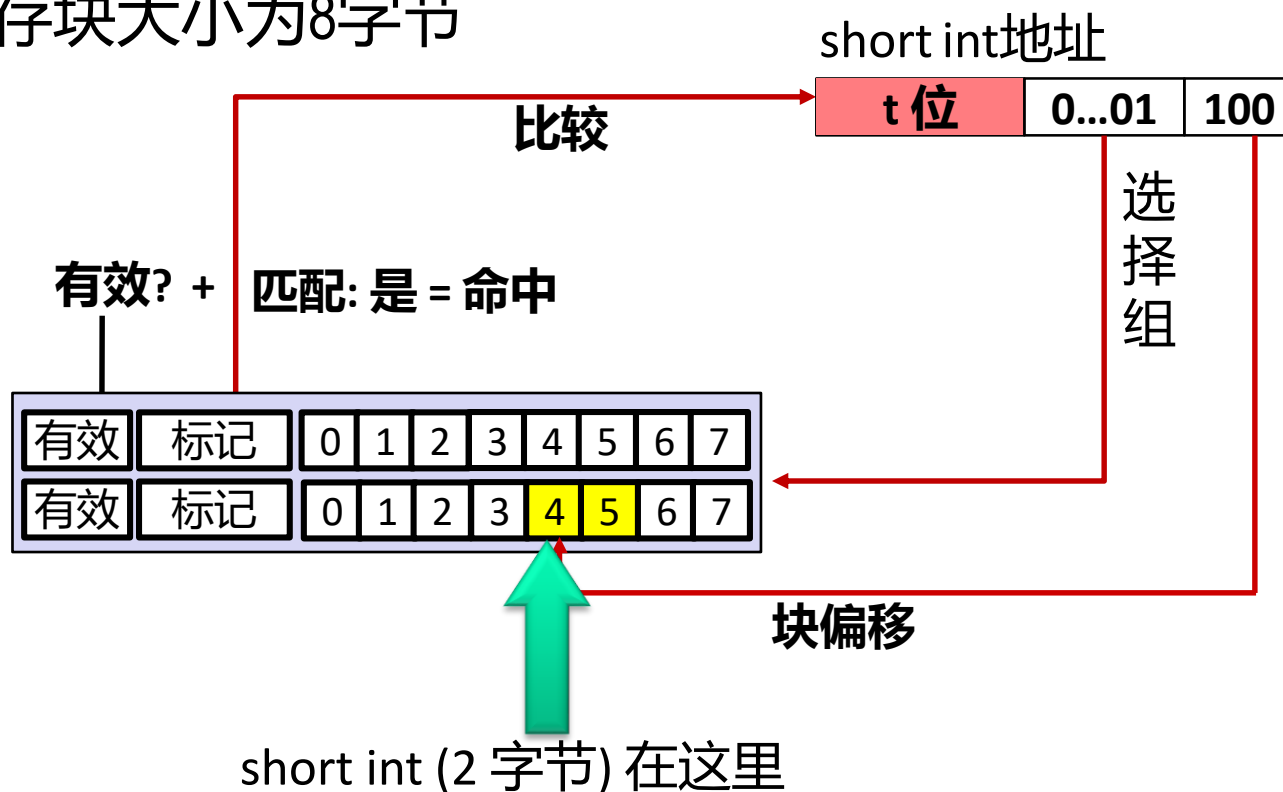 存块大小为8字节
short int地址
t 位 0...01 100
比较
选
择
组
有效? + 匹配: 是 = 命中
有效 标记 0 1 2 3 4 5 6 7
有效 标记 0 1 2 3 4 5 6 7
块偏移
short int (2 字节) 在这里